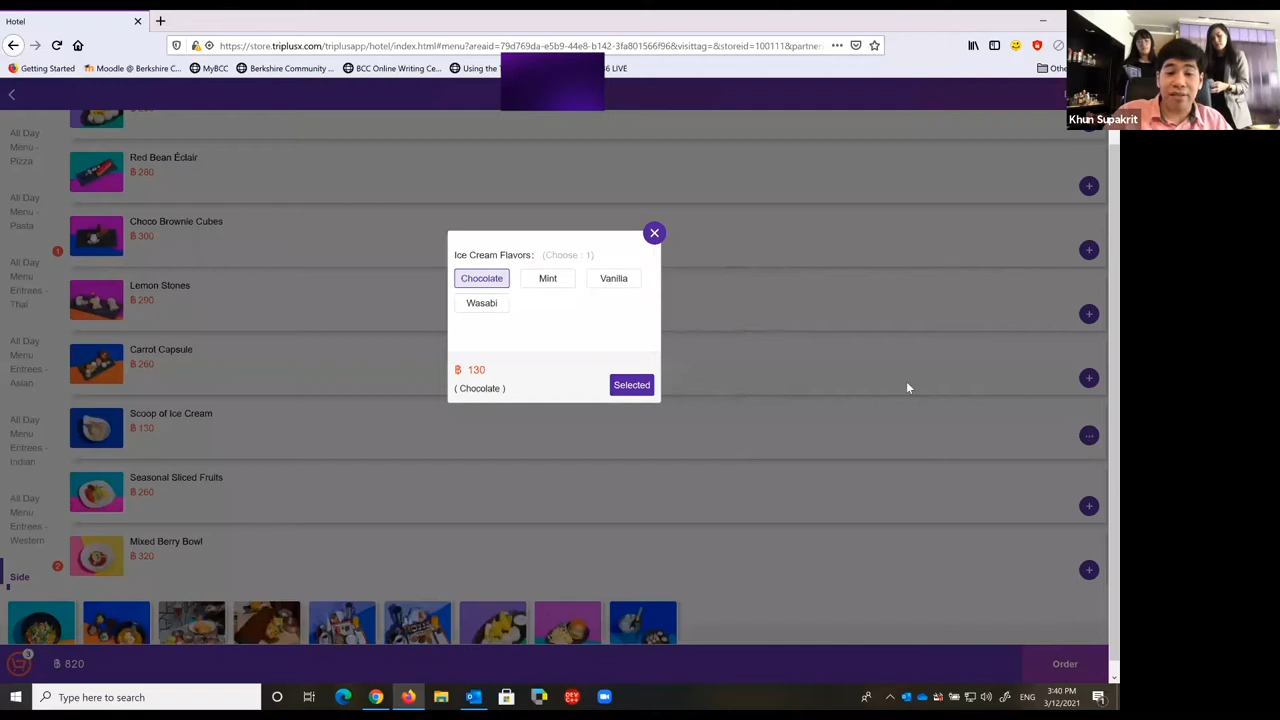 Hotel
https://store.triplusx.com/triplusapp/hotel/index.html#menu?areaid=79d769da-e5b9-44e8-b142-3fa801566f96&visittag=&storeid=100111&partner
Getting Started
Moodle @ Berkshire C...
MyBCC
Berkshire Community ...
BCC Online Writing Ce...
Using the
LIVE
Khun Supakrit
All Day
Menu -
Pizza
All Day
Menu -
Pasta
1
All Day
Menu
Entrees -
Thai
All Day
Menu
Entrees -
Asian
All Day
Menu
Entrees -
Indian
All Day
Menu
Entrees -
Western
Side
2
Red Bean Éclair
฿ 280
Choco Brownie Cubes
฿ 300
Lemon Stones
฿ 290
Carrot Capsule
฿ 260
Scoop of Ice Cream
฿ 130
Seasonal Sliced Fruits
฿ 260
Mixed Berry Bowl
฿ 320
Ice Cream Flavors : (Choose : 1)
Chocolate Mint Vanilla
Wasabi
฿ 130
( Chocolate )
Selected
3
฿ 820
Order
Type here to search
DEV
C++
ENG
3:40 PM
3/12/2021
1